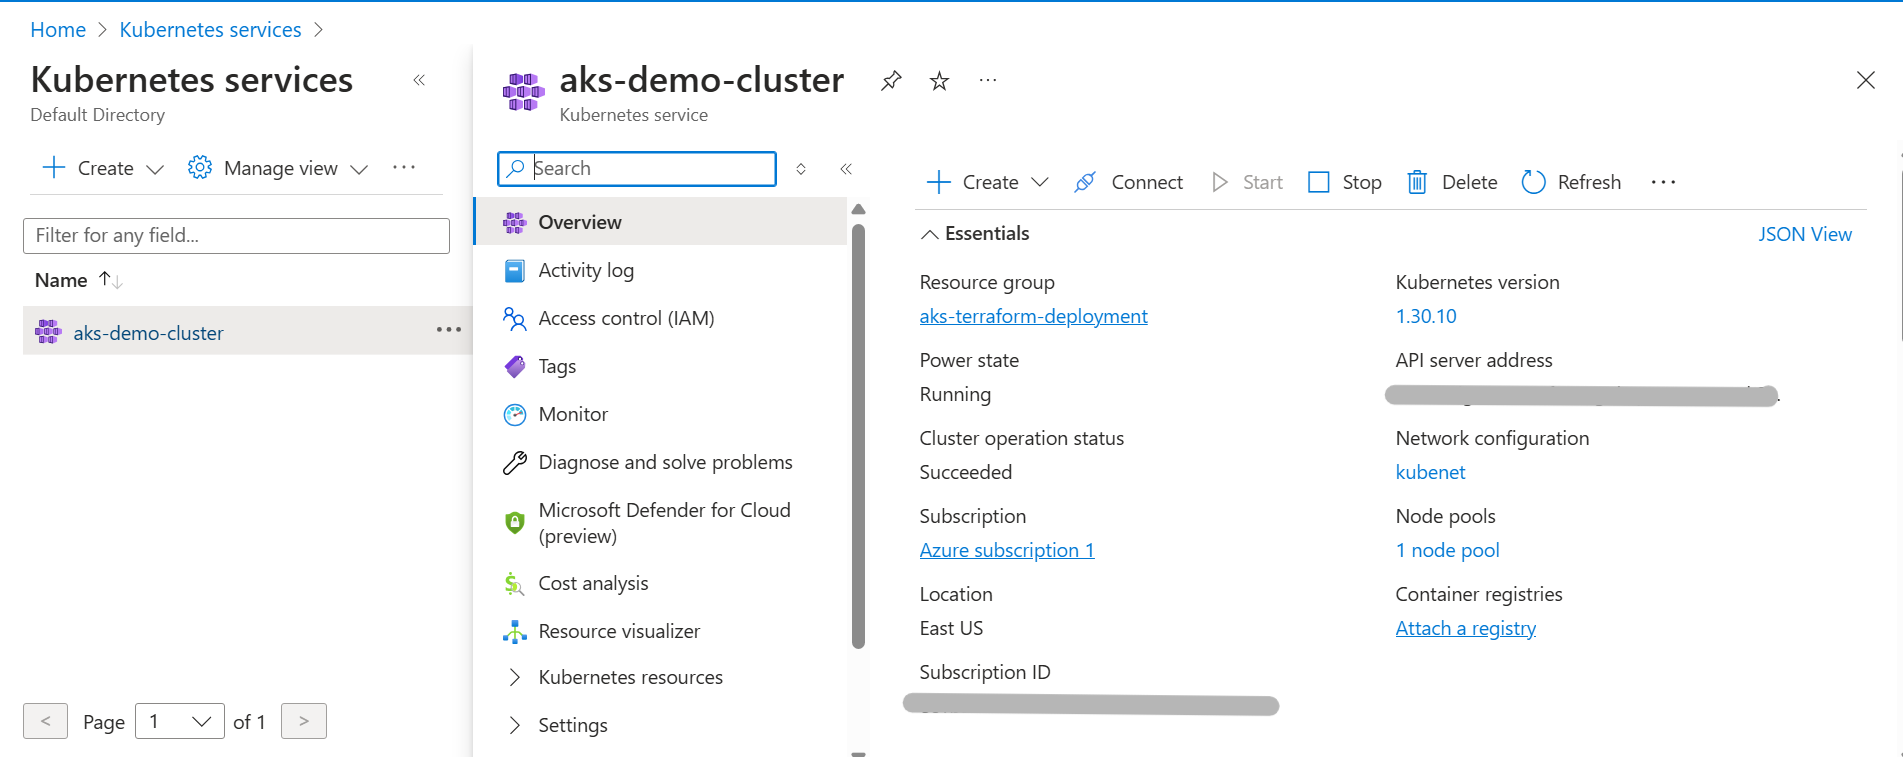 Home > Kubernetes services >
Kubernetes services
Default Directory
Create
Manage view
Filter for any field...
Name
aks-demo-cluster
< Page 1 of 1 >
aks-demo-cluster
Kubernetes service
Search
Overview
Activity log
Access control (IAM)
Tags
Monitor
Diagnose and solve problems
Microsoft Defender for Cloud
(preview)
Cost analysis
Resource visualizer
Kubernetes resources
Settings
Create
Connect
Start
Stop
Delete
Refresh
Essentials
JSON View
Resource group
aks-terraform-deployment
Power state
Running
Cluster operation status
Succeeded
Subscription
Azure subscription 1
Location
East US
Subscription ID
Kubernetes version
1.30.10
API server address
Network configuration
kubenet
Node pools
1 node pool
Container registries
Attach a registry